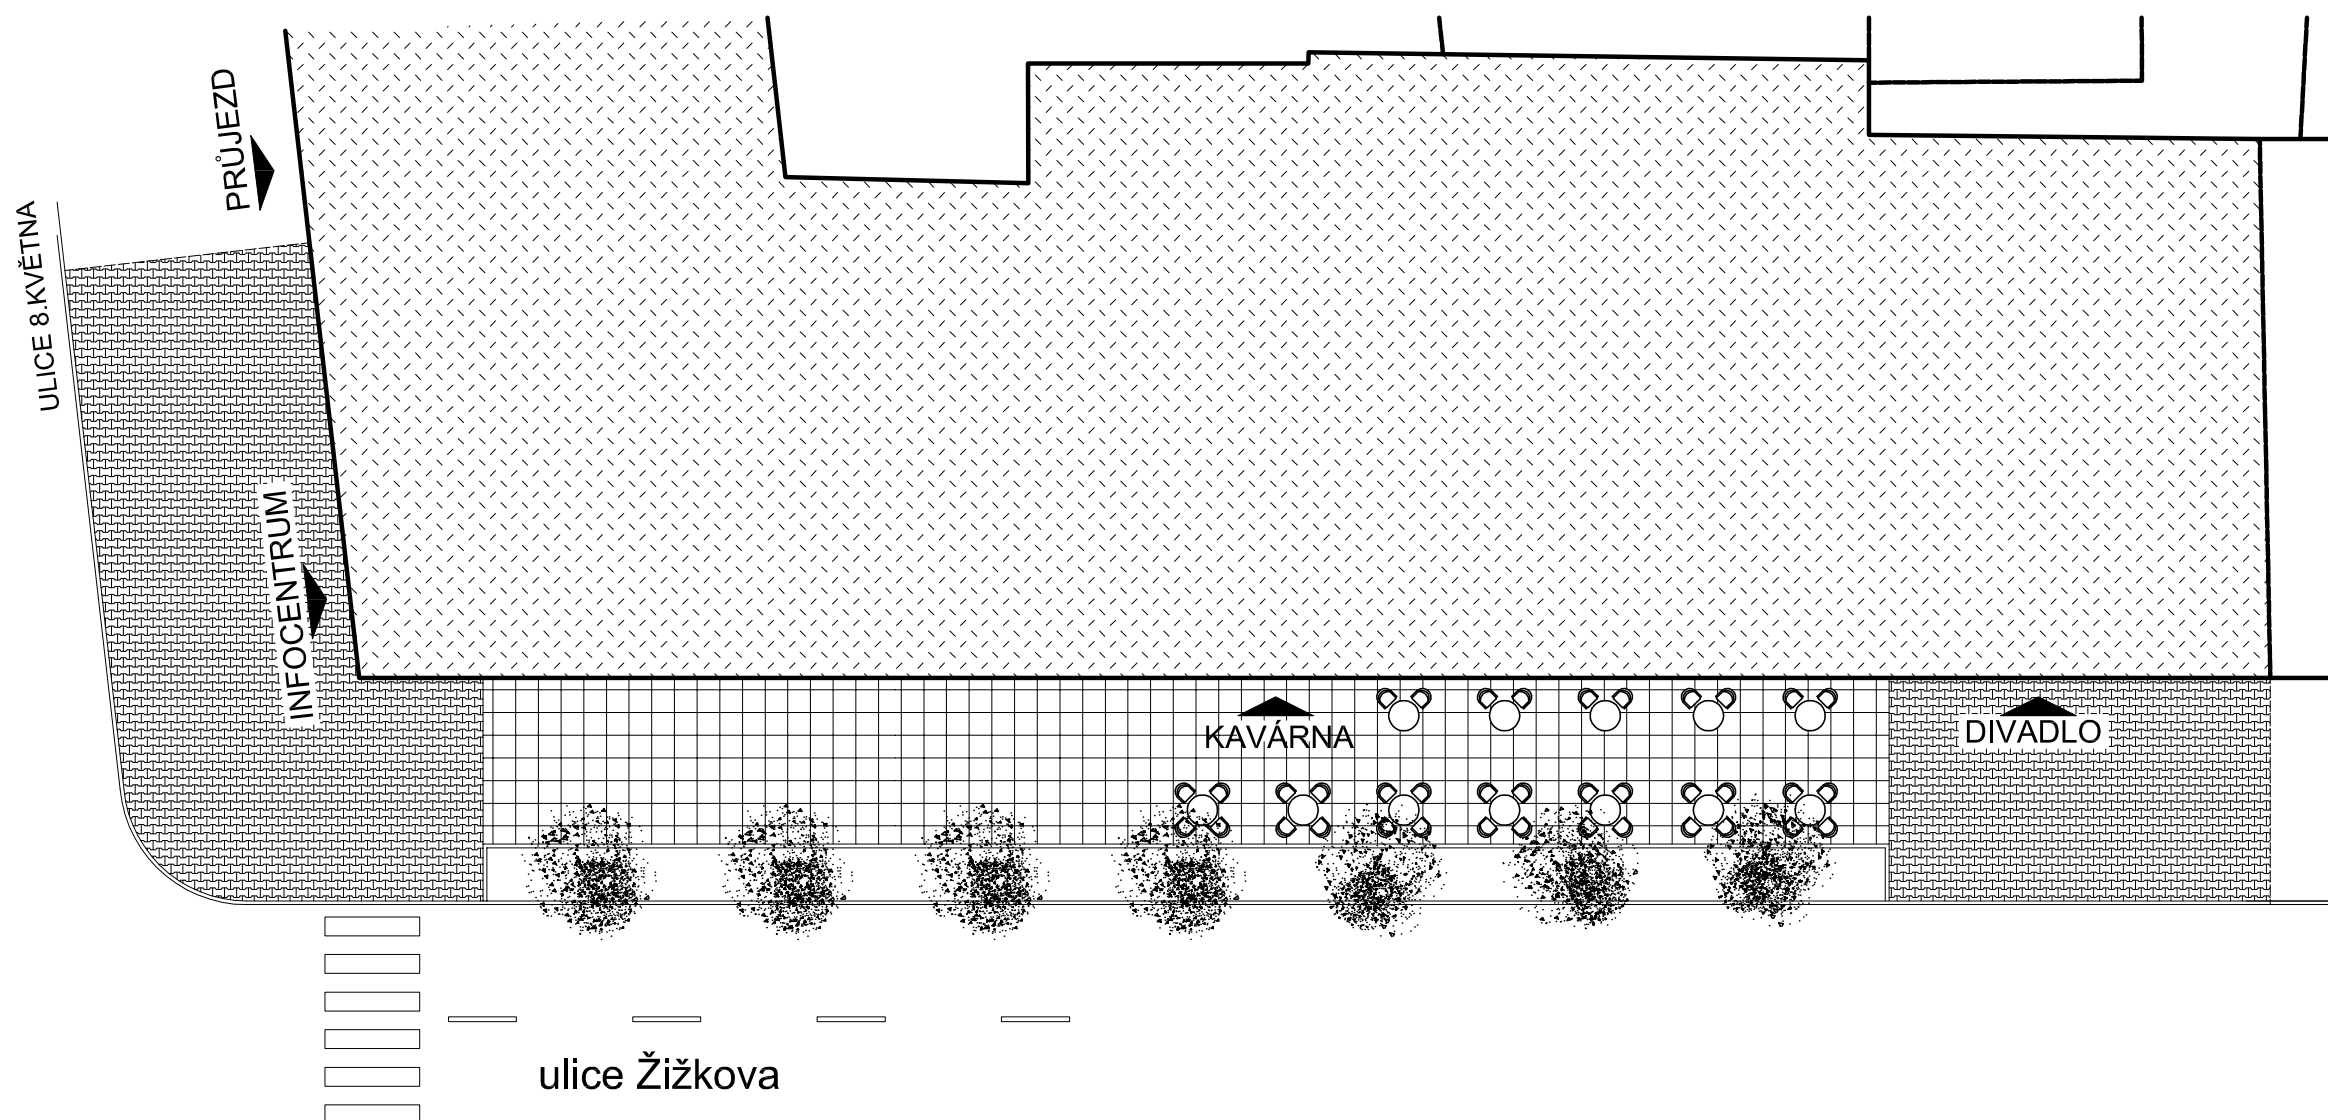 PRŮJEZD
ULICE 8.KVĚTNA
INFOCENTRUM
KAVÁRNA
DIVADLO
ulice Žižkova